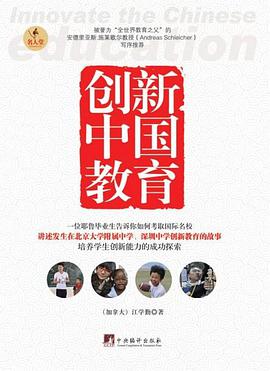 Innovate the Chinese
education
名人堂
被誉为“全世界教育之父”的
安德里亚斯·施莱歇尔教授（Andreas Schleicher）
写序推荐
创新
中国
教育
一位耶鲁毕业生告诉你如何考取国际名校
讲述发生在北京大学附属中学、深圳中学创新教育的故事
培养学生创新能力的成功探索
（加拿大）江学勤◎著
中央编译出版社